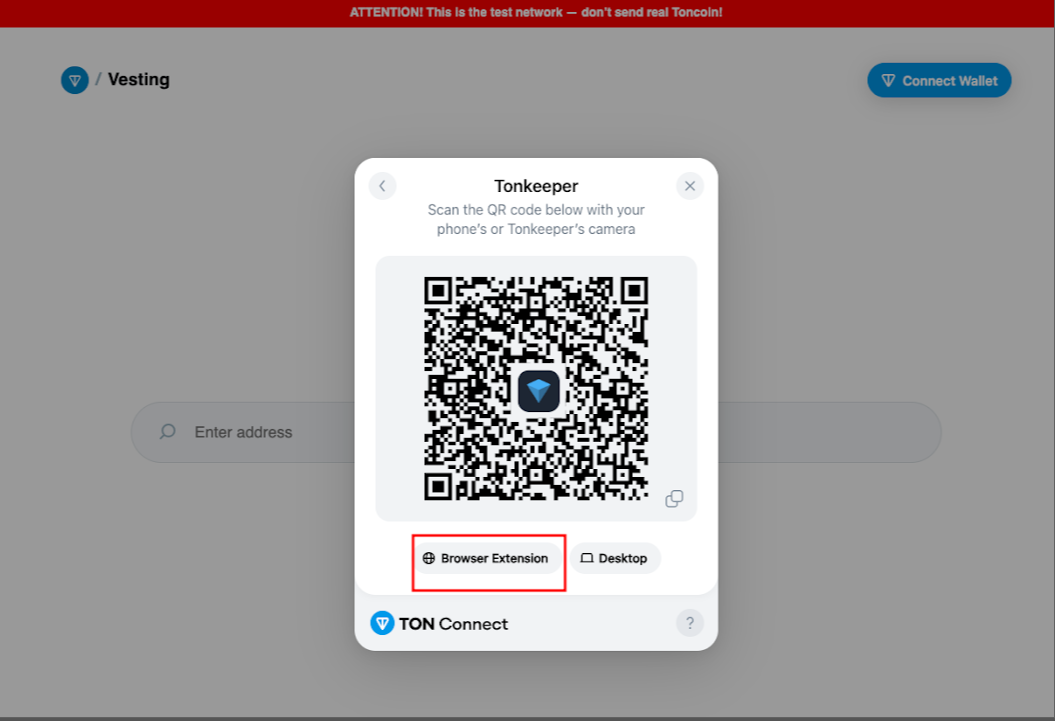 ATTENTION! This is the test network — don't send real Toncoin!
/ Vesting
Connect Wallet
Tonkeeper
Scan the QR code below with your
phone's or Tonkeeper's camera
Enter address
Browser Extension
Desktop
TON Connect
?